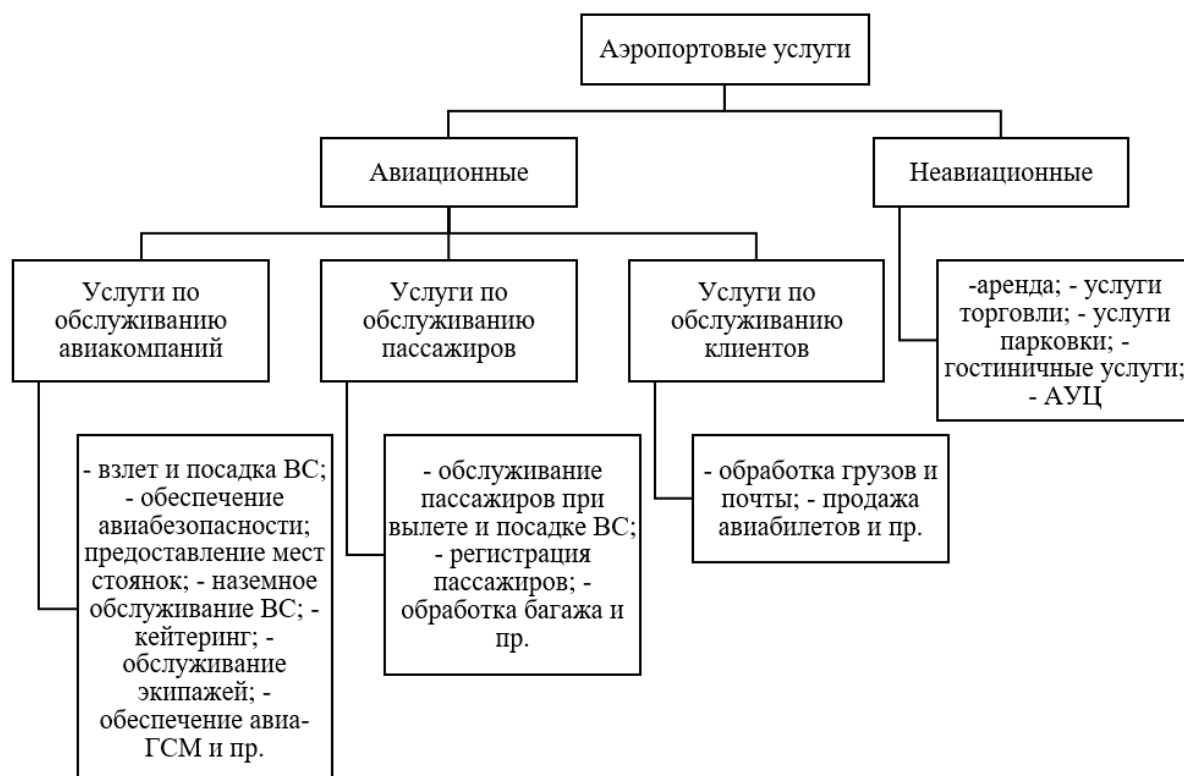 Аэропортовые услуги
Авиационные
Неавиационные
Услуги по
обслуживанию
авиакомпаний
Услуги по
обслуживанию
пассажиров
Услуги по
обслуживанию
клиентов
-аренда; - услуги
торговли; - услуги
парковки; -
гостиничные услуги;
- АУЦ
- взлет и посадка ВС;
- обеспечение
авиабезопасности;
предоставление мест
стоянок; - наземное
обслуживание ВС; -
кейтеринг; -
обслуживание
экипажей; -
обеспечение авиа-
ГСМ и пр.
- обслуживание
пассажиров при
вылете и посадке ВС;
- регистрация
пассажиров; -
обработка багажа и
пр.
- обработка грузов и
почты; - продажа
авиабилетов и пр.